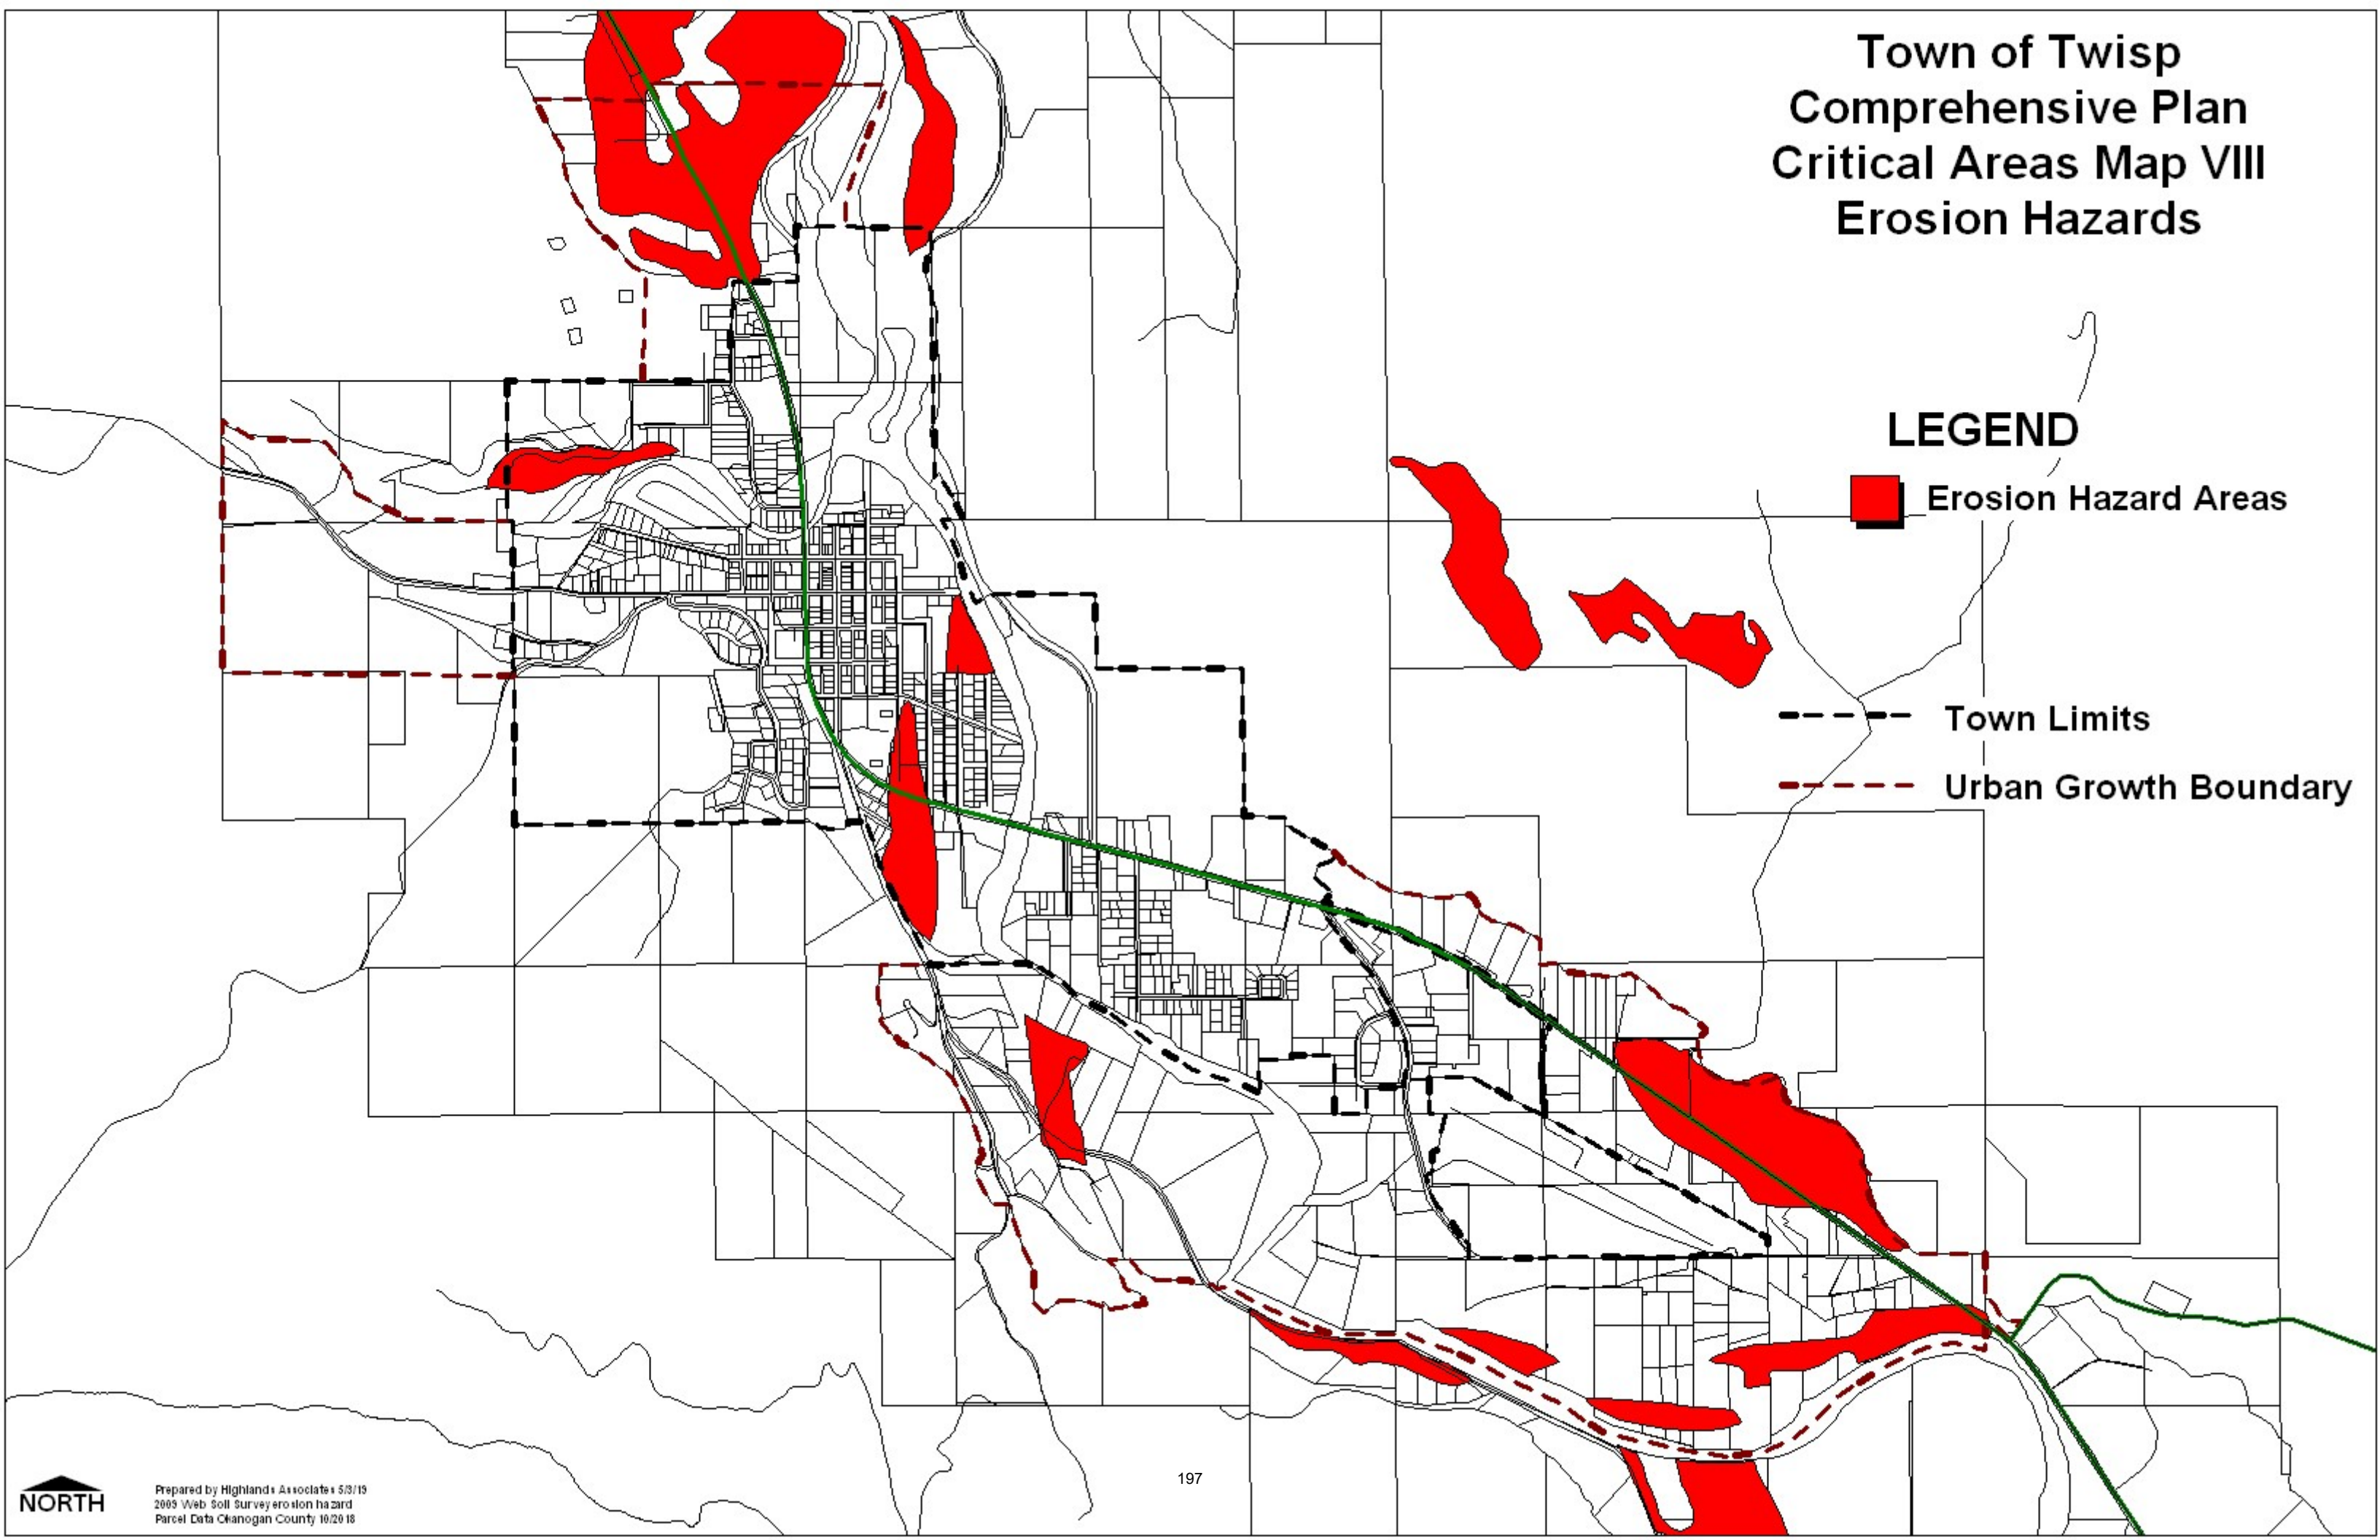 Town of Twisp
Comprehensive Plan
Critical Areas Map VIII
Erosion Hazards
LEGEND
Erosion Hazard Areas
Town Limits
Urban Growth Boundary
NORTH
Prepared by Highlands Associates 5/3/19
2009 Web Soil Survey erosion hazard
Parcel Data Okanogan County 10/2018
197